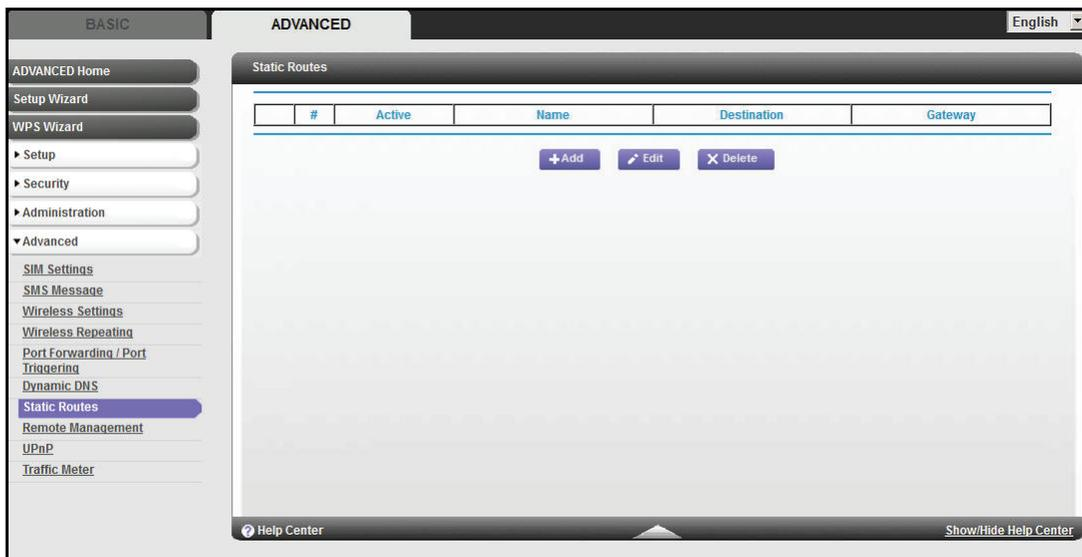 BASIC
ADVANCED
English
ADVANCED Home
Setup Wizard
WPS Wizard
Setup
Security
Administration
Advanced
SIM Settings
SMS Message
Wireless Settings
Wireless Repeating
Port Forwarding / Port
Triggering
Dynamic DNS
Static Routes
Remote Management
UPnP
Traffic Meter
Static Routes
# Active Name Destination Gateway
+Add Edit X Delete
? Help Center
Show/Hide Help Center